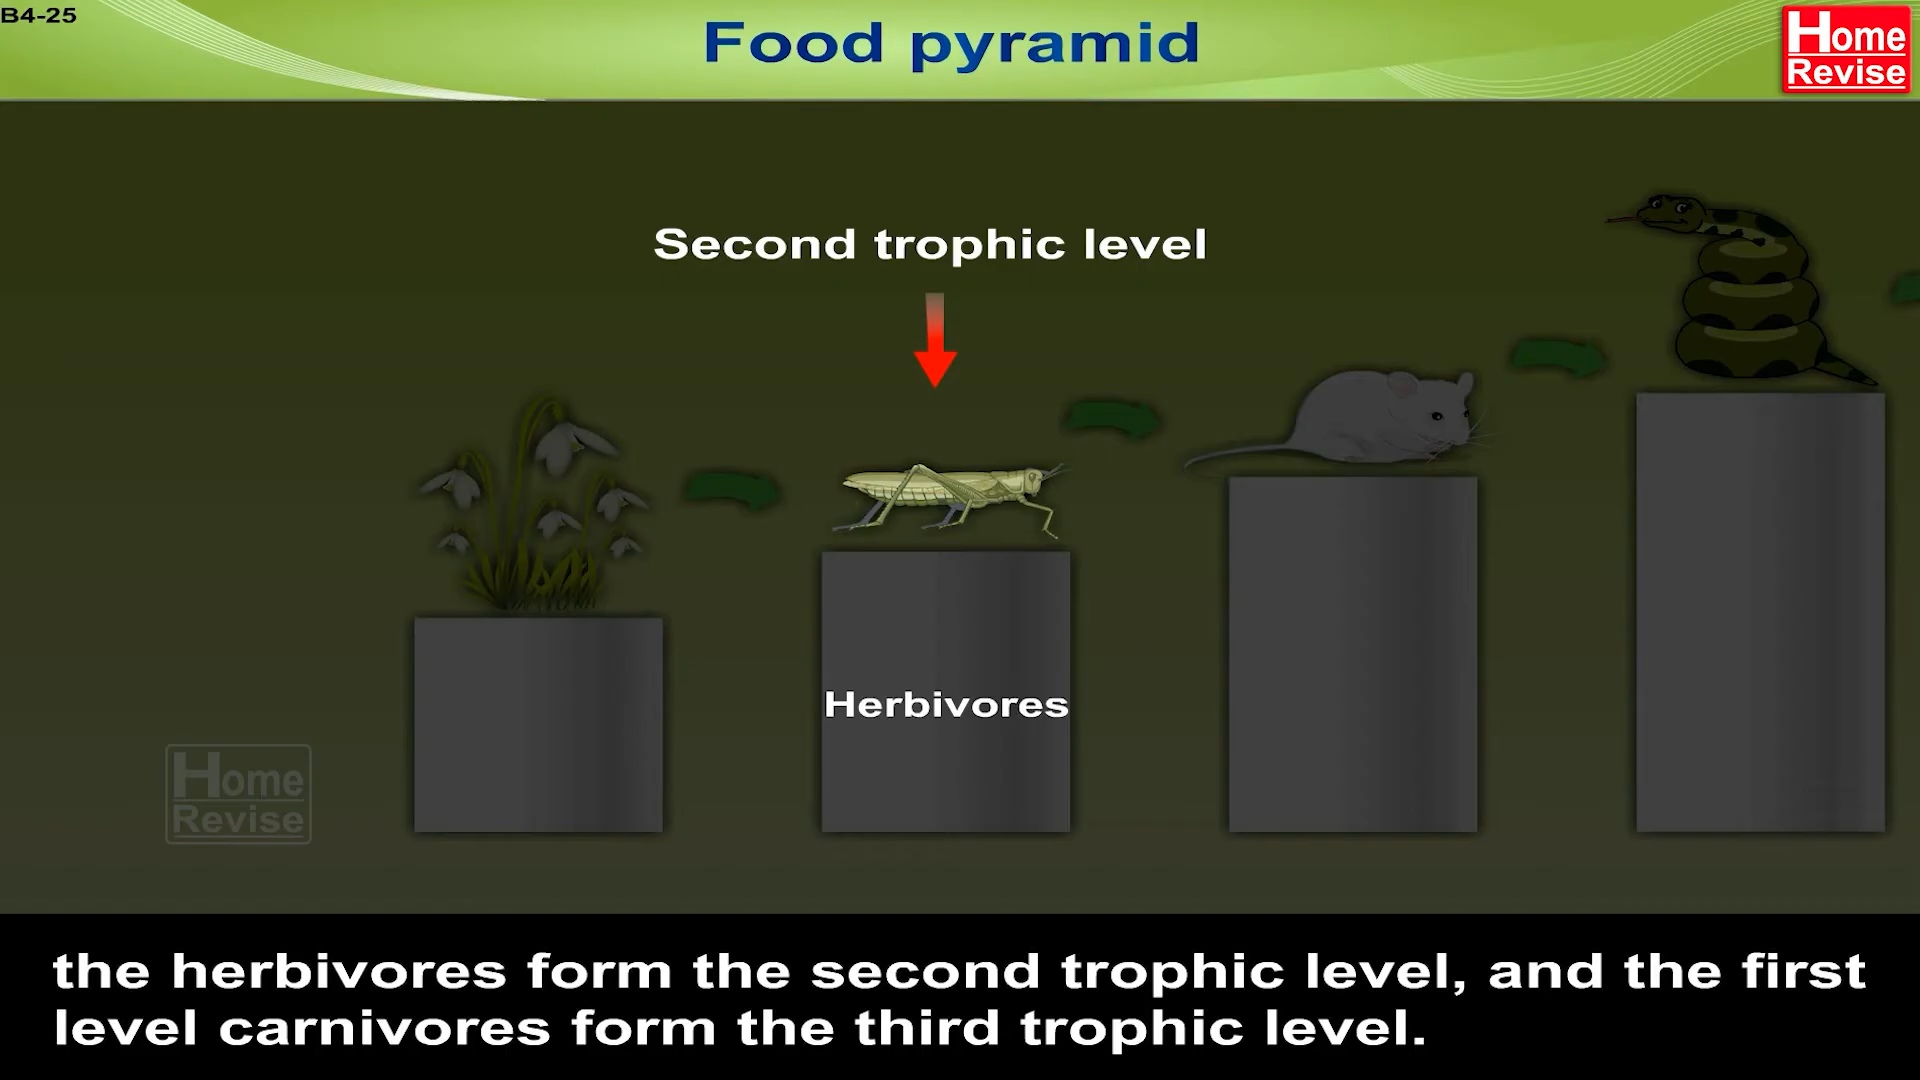 B4-25
Food pyramid
Home
Revise
Second trophic level
Herbivores
Home
Revise
the herbivores form the second trophic level, and the first
level carnivores form the third trophic level.